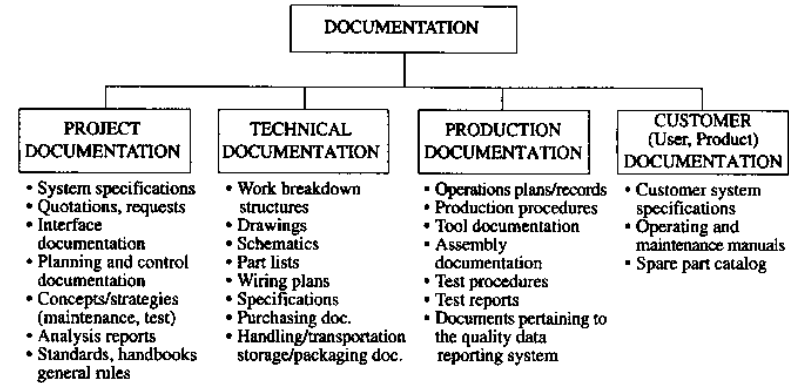 DOCUMENTATION
PROJECT
DOCUMENTATION
• System specifications
• Quotations, requests
• Interface
documentation
• Planning and control
documentation
• Concepts/strategies
(maintenance, test)
• Analysis reports
• Standards, handbooks
general rules
TECHNICAL
DOCUMENTATION
• Work breakdown
structures
• Drawings
• Schematics
• Part lists
• Wiring plans
• Specifications
• Purchasing doc.
• Handling/transportation
storage/packaging doc.
PRODUCTION
DOCUMENTATION
• Operations plans/records
• Production procedures
• Tool documentation
• Assembly
documentation
• Test procedures
• Test reports
• Documents pertaining to
the quality data
reporting system
CUSTOMER
(User, Product)
DOCUMENTATION
• Customer system
specifications
• Operating and
maintenance manuals
• Spare part catalog